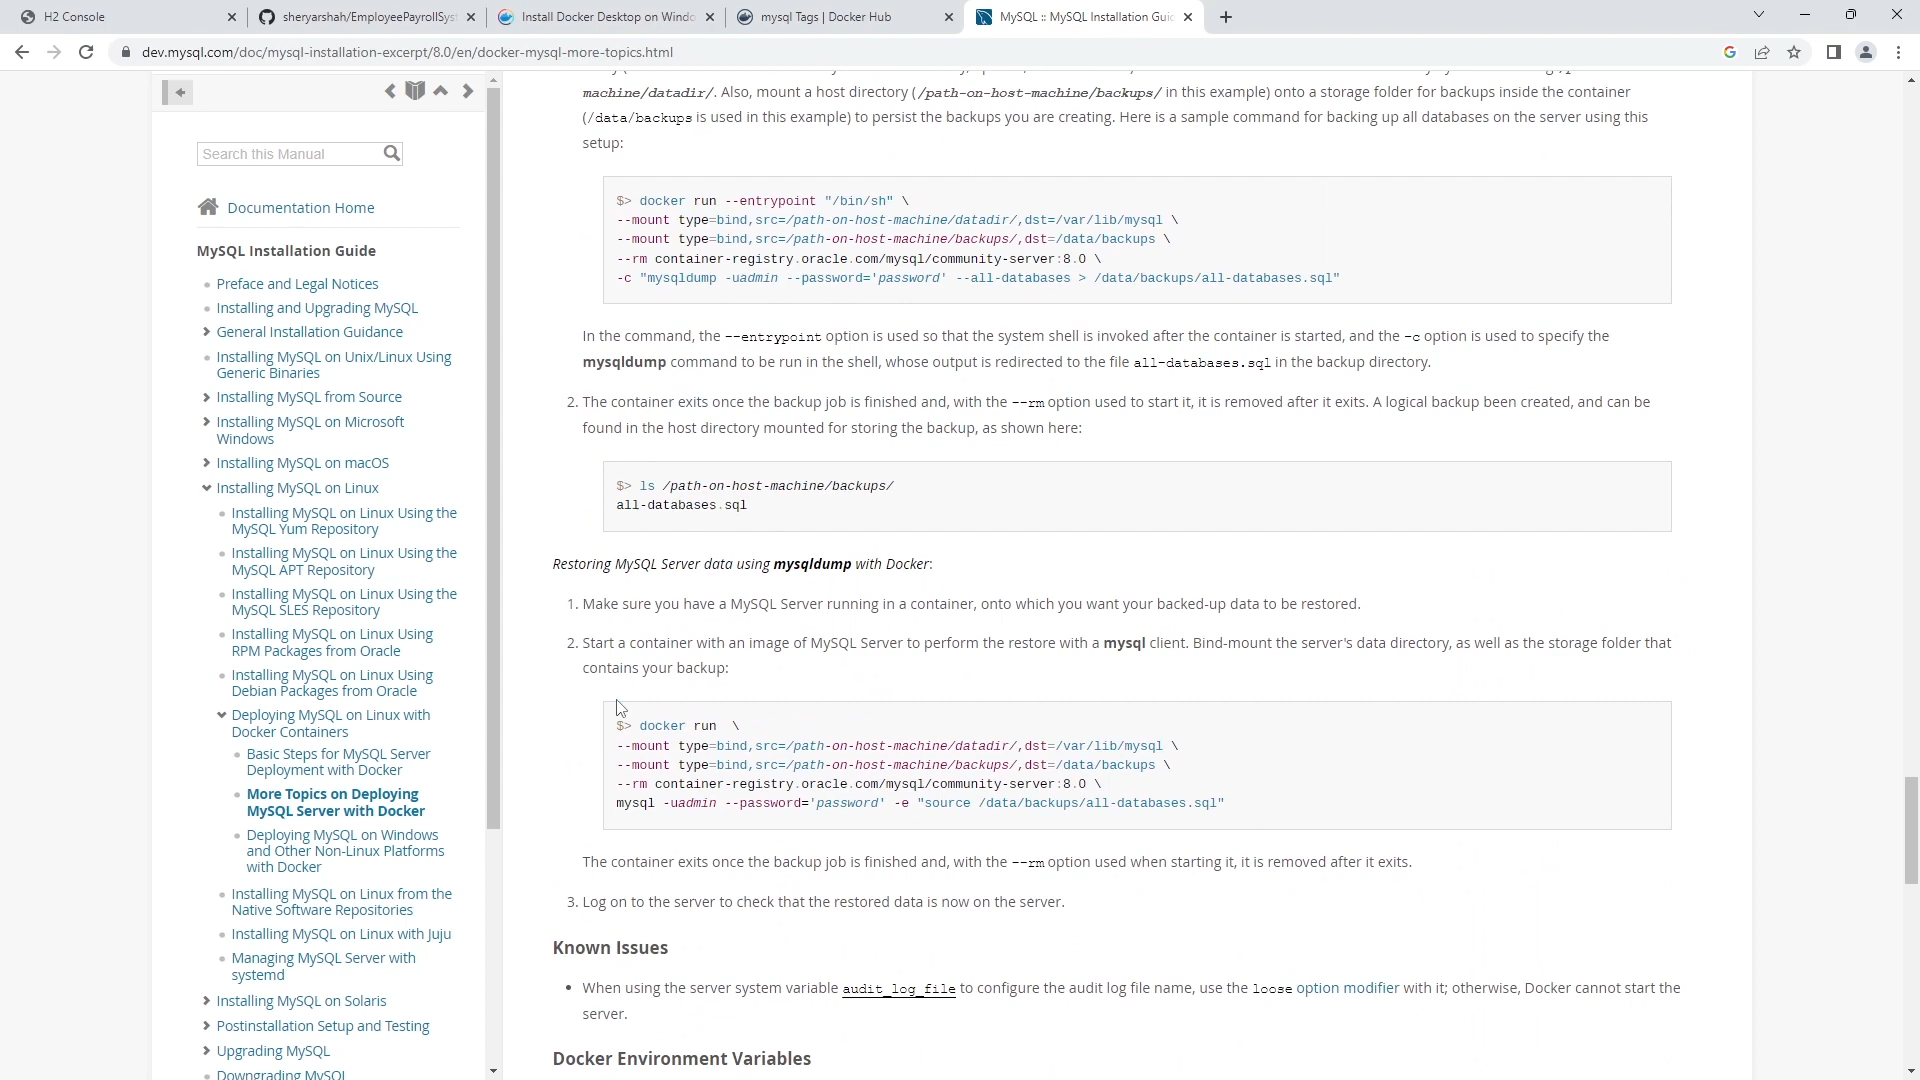 H2 Console
sheryarshah/EmployeePayrollSyst
Install Docker Desktop on Windo
mysql Tags | Docker Hub
MySQL :: MySQL Installation Guid
dev.mysql.com/doc/mysql-installation-excerpt/8.0/en/docker-mysql-more-topics.html
Search this Manual
Documentation Home
MySQL Installation Guide
Preface and Legal Notices
Installing and Upgrading MySQL
General Installation Guidance
Installing MySQL on Unix/Linux Using
Generic Binaries
Installing MySQL from Source
Installing MySQL on Microsoft
Windows
Installing MySQL on macOS
Installing MySQL on Linux
Installing MySQL on Linux Using the
MySQL Yum Repository
Installing MySQL on Linux Using the
MySQL APT Repository
Installing MySQL on Linux Using the
MySQL SLES Repository
Installing MySQL on Linux Using
RPM Packages from Oracle
Installing MySQL on Linux Using
Debian Packages from Oracle
Deploying MySQL on Linux with
Docker Containers
Basic Steps for MySQL Server
Deployment with Docker
More Topics on Deploying
MySQL Server with Docker
Deploying MySQL on Windows
and Other Non-Linux Platforms
with Docker
Installing MySQL on Linux from the
Native Software Repositories
Installing MySQL on Linux with Juju
Managing MySQL Server with
systemd
Installing MySQL on Solaris
Postinstallation Setup and Testing
Upgrading MySQL
Downgrading MySQL
machine/datadir/. Also, mount a host directory (/path-on-host-machine/backups/ in this example) onto a storage folder for backups inside the container
(/data/backups is used in this example) to persist the backups you are creating. Here is a sample command for backing up all databases on the server using this
setup:
$> docker run --entrypoint "/bin/sh" \
--mount type=bind,src=/path-on-host-machine/datadir/,dst=/var/lib/mysql \
--mount type=bind,src=/path-on-host-machine/backups/,dst=/data/backups \
--rm container-registry.oracle.com/mysql/community-server:8.0 \
-c "mysqldump -uadmin --password='password' --all-databases > /data/backups/all-databases.sql"
In the command, the --entrypoint option is used so that the system shell is invoked after the container is started, and the -c option is used to specify the
mysqldump command to be run in the shell, whose output is redirected to the file all-databases.sql in the backup directory.
2. The container exits once the backup job is finished and, with the --rm option used to start it, it is removed after it exits. A logical backup been created, and can be
found in the host directory mounted for storing the backup, as shown here:
$> ls /path-on-host-machine/backups/
all-databases.sql
Restoring MySQL Server data using mysqldump with Docker:
1. Make sure you have a MySQL Server running in a container, onto which you want your backed-up data to be restored.
2. Start a container with an image of MySQL Server to perform the restore with a mysql client. Bind-mount the server's data directory, as well as the storage folder that
contains your backup:
$> docker run  \
--mount type=bind,src=/path-on-host-machine/datadir/,dst=/var/lib/mysql \
--mount type=bind,src=/path-on-host-machine/backups/,dst=/data/backups \
--rm container-registry.oracle.com/mysql/community-server:8.0 \
mysql -uadmin --password='password' -e "source /data/backups/all-databases.sql"
The container exits once the backup job is finished and, with the --rm option used when starting it, it is removed after it exits.
3. Log on to the server to check that the restored data is now on the server.
Known Issues
When using the server system variable audit_log_file to configure the audit log file name, use the loose option modifier with it; otherwise, Docker cannot start the
server.
Docker Environment Variables